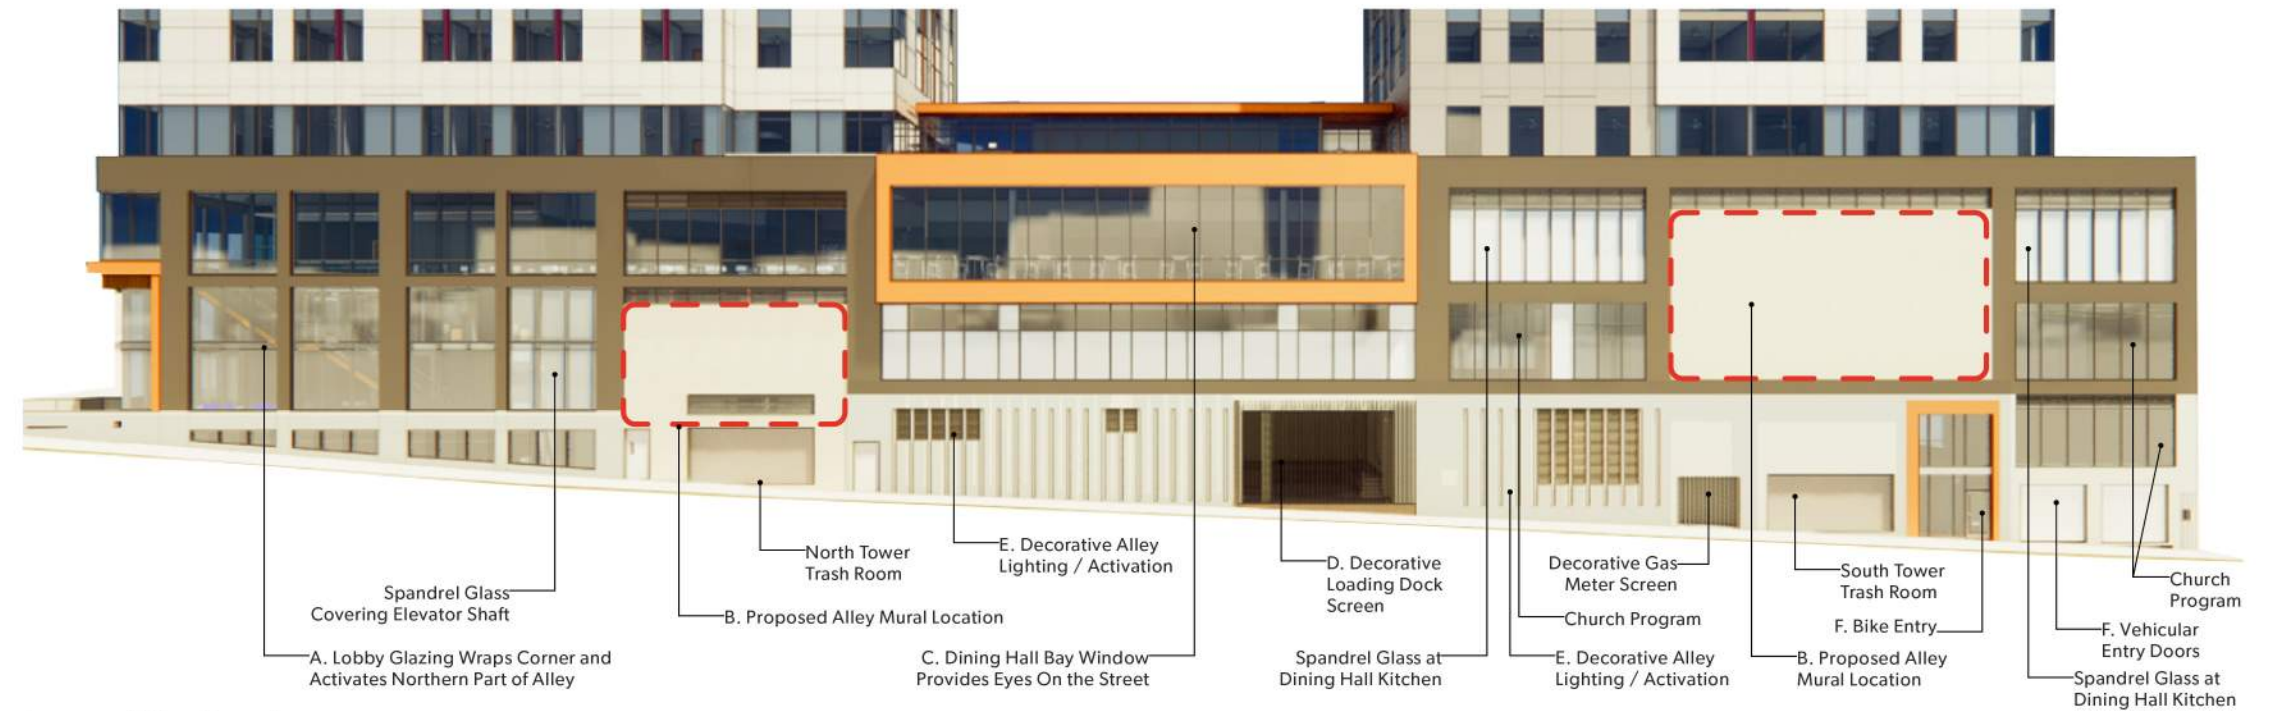 North Tower
Trash Room
E. Decorative Alley
Lighting / Activation
D. Decorative
Loading Dock
Screen
Decorative Gas
Meter Screen
South Tower
Trash Room
Church
Program
Spandrel Glass
Covering Elevator Shaft
B. Proposed Alley Mural Location
Church Program
F. Bike Entry
F. Vehicular
Entry Doors
A. Lobby Glazing Wraps Corner and
Activates Northern Part of Alley
C. Dining Hall Bay Window
Provides Eyes On the Street
Spandrel Glass at
Dining Hall Kitchen
E. Decorative Alley
Lighting / Activation
B. Proposed Alley
Mural Location
Spandrel Glass at
Dining Hall Kitchen